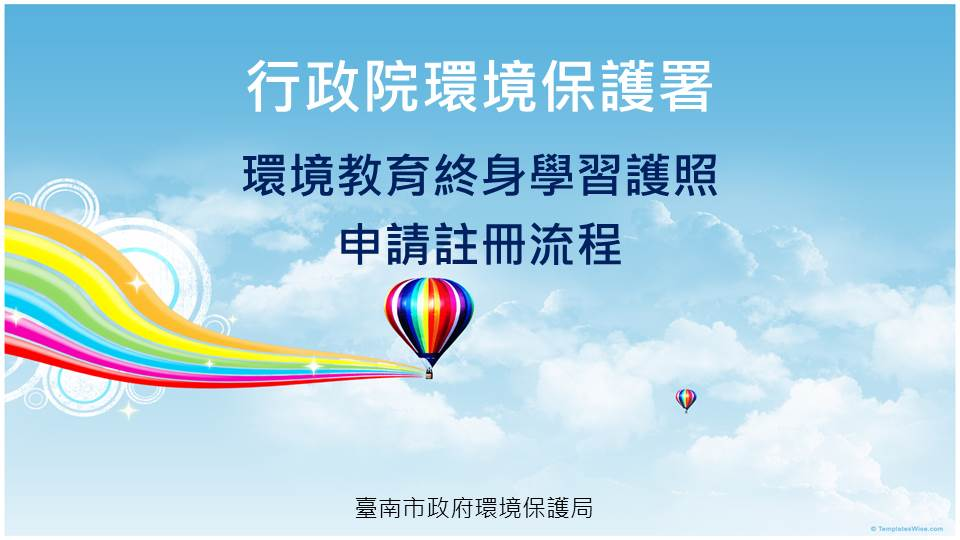 行政院環境保護署
環境教育終身學習護照
申請註冊流程
臺南市政府環境保護局
© TemplatesWise.com